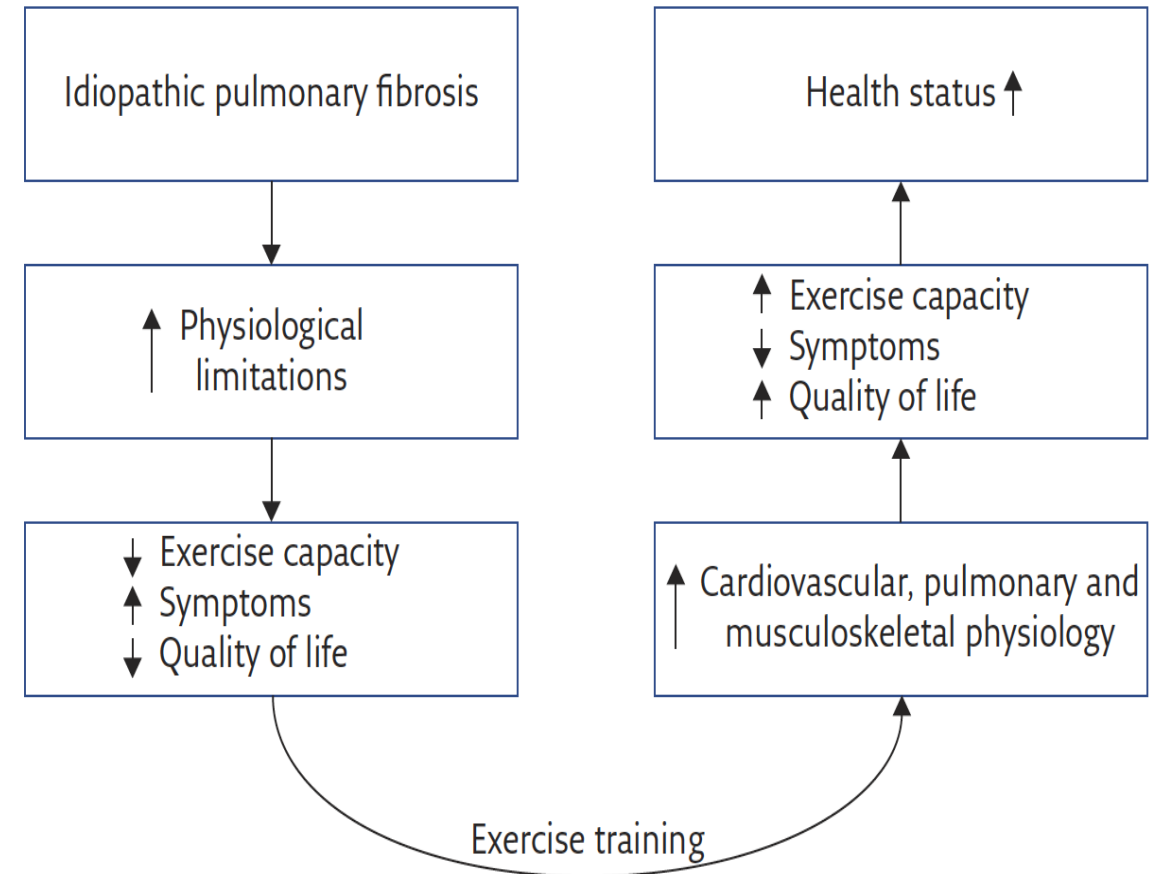 Idiopathic pulmonary fibrosis
↑ Physiological
limitations
↓ Exercise capacity
↑ Symptoms
↓ Quality of life
Exercise training
↑ Cardiovascular, pulmonary and
musculoskeletal physiology
↑ Exercise capacity
↓ Symptoms
↑ Quality of life
Health status ↑